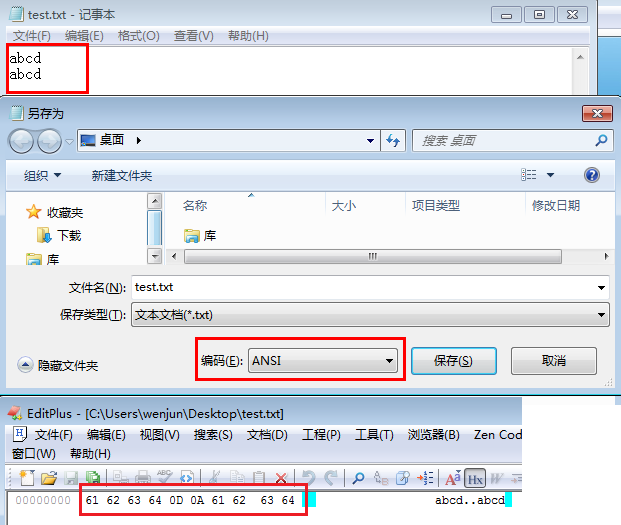 test.txt - 记事本
文件(F) 编辑(E) 格式(O) 查看(V) 帮助(H)
abcd
abcd
另存为
桌面
搜索 桌面
组织 新建文件夹
名称 大小 项目类型 修改日期
收藏夹
下载
库
库
文件名(N): test.txt
保存类型(T): 文本文档(*.txt)
隐藏文件夹
编码(E): ANSI
保存(S) 取消
EditPlus - [C:\Users\wenjun\Desktop\test.txt]
文件(F) 编辑(E) 视图(V) 搜索(S) 文档(D) 工程(P) 工具(T) 浏览器(B) Zen Cod
窗口(W) 帮助(H)
Hx W
00000000 61 62 63 64 0D 0A 61 62 63 64 abcd..abcd